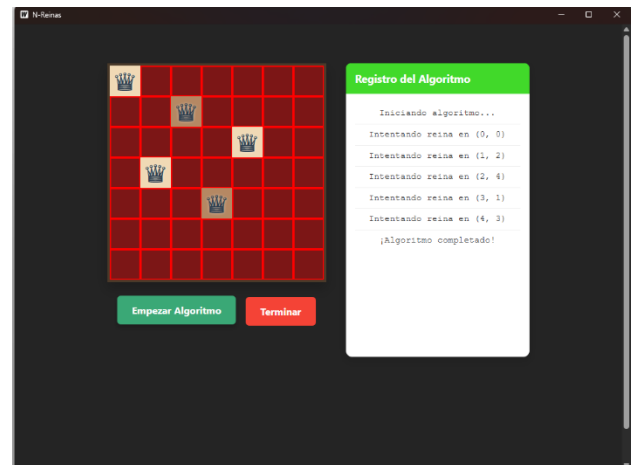 N-Reinas
Registro del Algoritmo
Iniciando algoritmo...
Intentando reina en (0, 0)
Intentando reina en (1, 2)
Intentando reina en (2, 4)
Intentando reina en (3, 1)
Intentando reina en (4, 3)
¡Algoritmo completado!
Empezar Algoritmo
Terminar